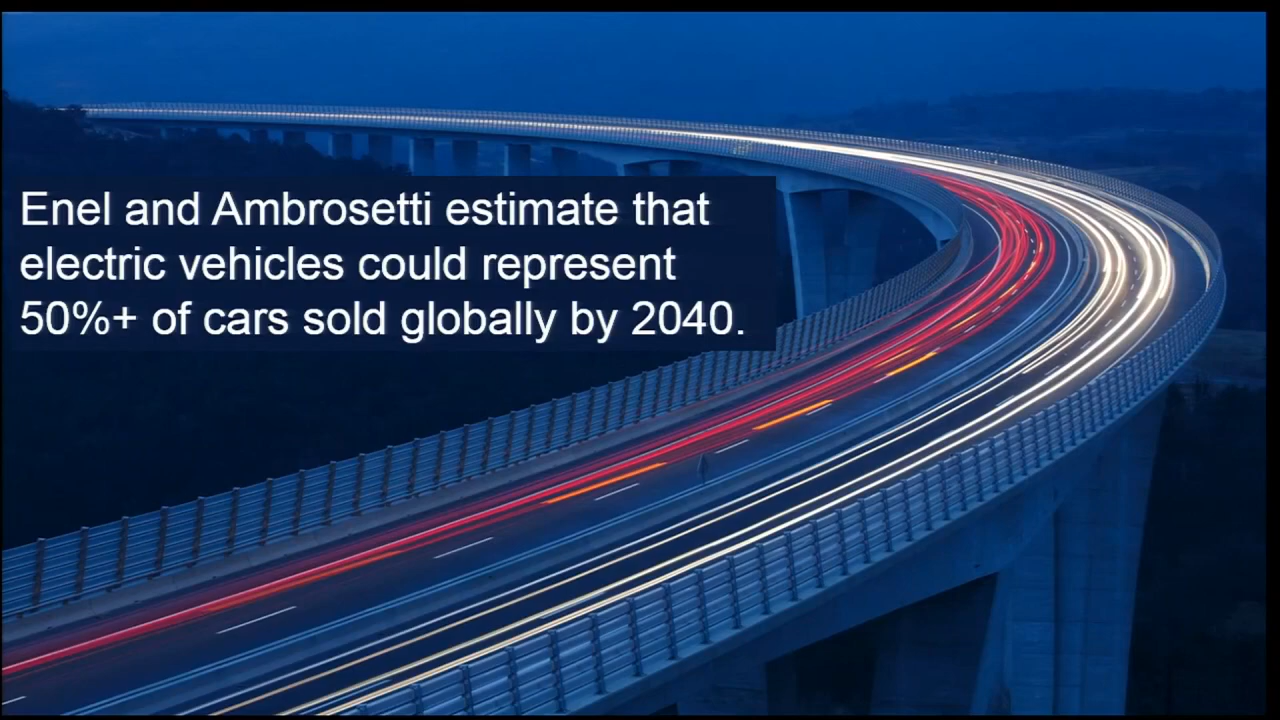 Enel and Ambrosetti estimate that
electric vehicles could represent
50%+ of cars sold globally by 2040.